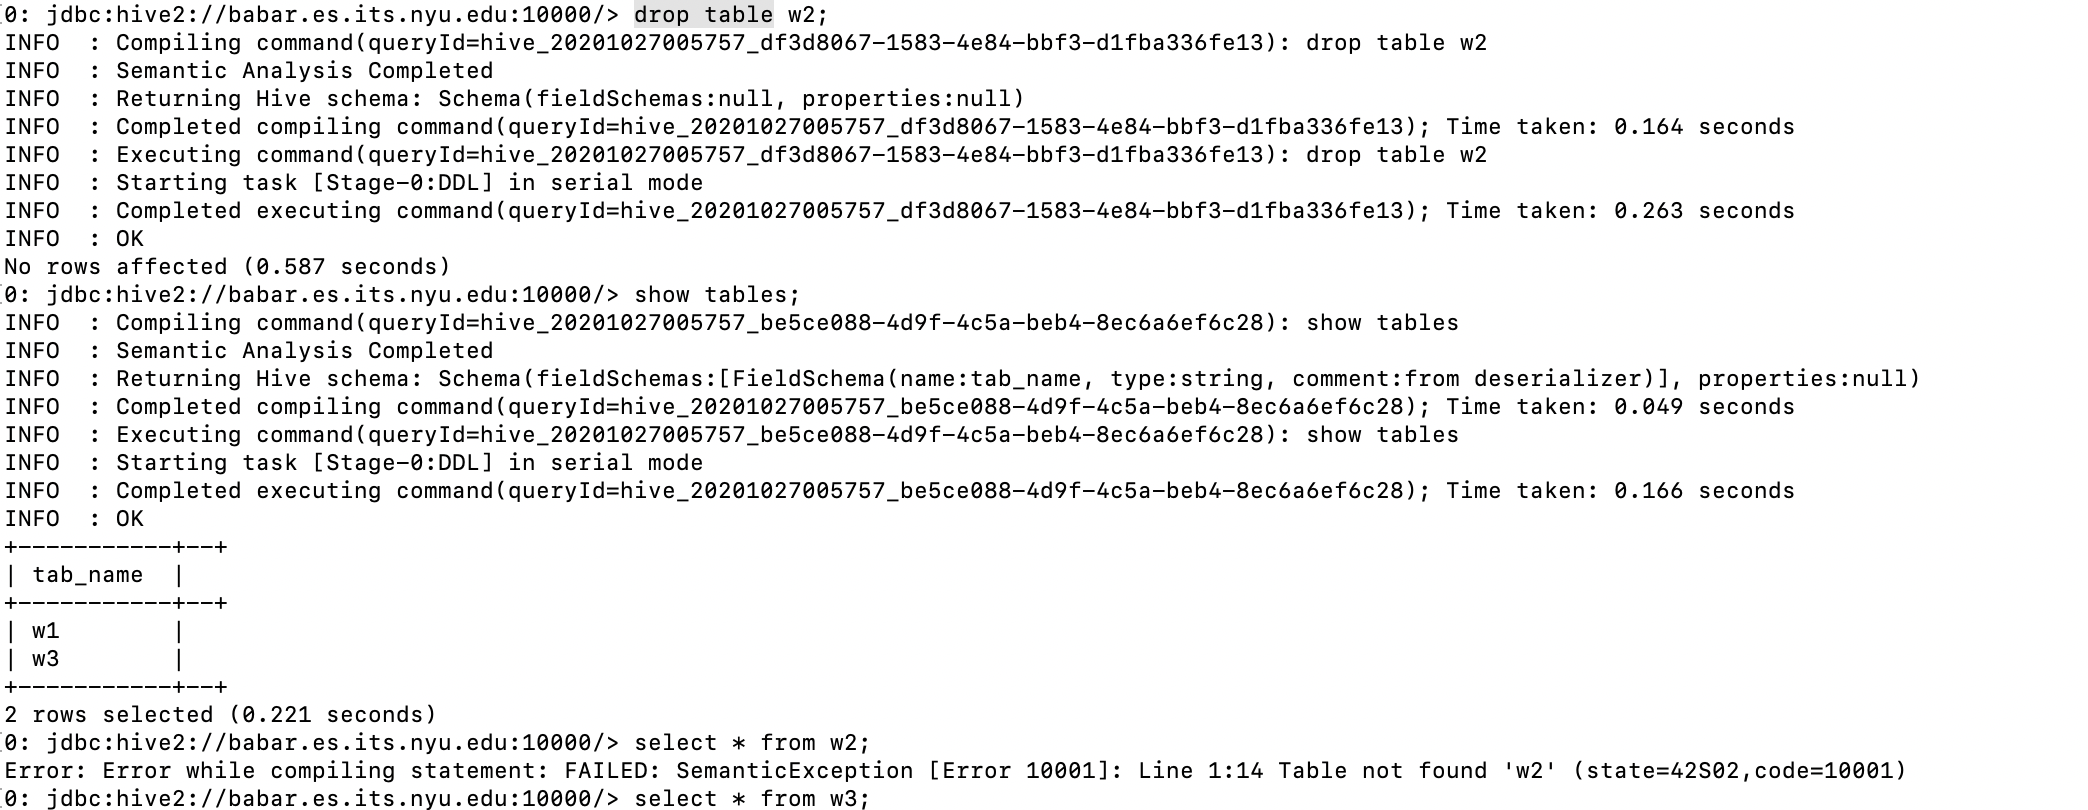 0: jdbc:hive2://babar.es.its.nyu.edu:10000/> drop table w2;
INFO  : Compiling command(queryId=hive_20201027005757_df3d8067-1583-4e84-bbf3-d1fba336fe13): drop table w2
INFO  : Semantic Analysis Completed
INFO  : Returning Hive schema: Schema(fieldSchemas:null, properties:null)
INFO  : Completed compiling command(queryId=hive_20201027005757_df3d8067-1583-4e84-bbf3-d1fba336fe13); Time taken: 0.164 seconds
INFO  : Executing command(queryId=hive_20201027005757_df3d8067-1583-4e84-bbf3-d1fba336fe13): drop table w2
INFO  : Starting task [Stage-0:DDL] in serial mode
INFO  : Completed executing command(queryId=hive_20201027005757_df3d8067-1583-4e84-bbf3-d1fba336fe13); Time taken: 0.263 seconds
INFO  : OK
No rows affected (0.587 seconds)
0: jdbc:hive2://babar.es.its.nyu.edu:10000/> show tables;
INFO  : Compiling command(queryId=hive_20201027005757_be5ce088-4d9f-4c5a-beb4-8ec6a6ef6c28): show tables
INFO  : Semantic Analysis Completed
INFO  : Returning Hive schema: Schema(fieldSchemas:[FieldSchema(name:tab_name, type:string, comment:from deserializer)], properties:null)
INFO  : Completed compiling command(queryId=hive_20201027005757_be5ce088-4d9f-4c5a-beb4-8ec6a6ef6c28); Time taken: 0.049 seconds
INFO  : Executing command(queryId=hive_20201027005757_be5ce088-4d9f-4c5a-beb4-8ec6a6ef6c28): show tables
INFO  : Starting task [Stage-0:DDL] in serial mode
INFO  : Completed executing command(queryId=hive_20201027005757_be5ce088-4d9f-4c5a-beb4-8ec6a6ef6c28); Time taken: 0.166 seconds
INFO  : OK
+-----------+--+
| tab_name  |
+-----------+--+
| w1        |
| w3        |
+-----------+--+
2 rows selected (0.221 seconds)
0: jdbc:hive2://babar.es.its.nyu.edu:10000/> select * from w2;
Error: Error while compiling statement: FAILED: SemanticException [Error 10001]: Line 1:14 Table not found 'w2' (state=42S02,code=10001)
0: jdbc:hive2://babar.es.its.nyu.edu:10000/> select * from w3;